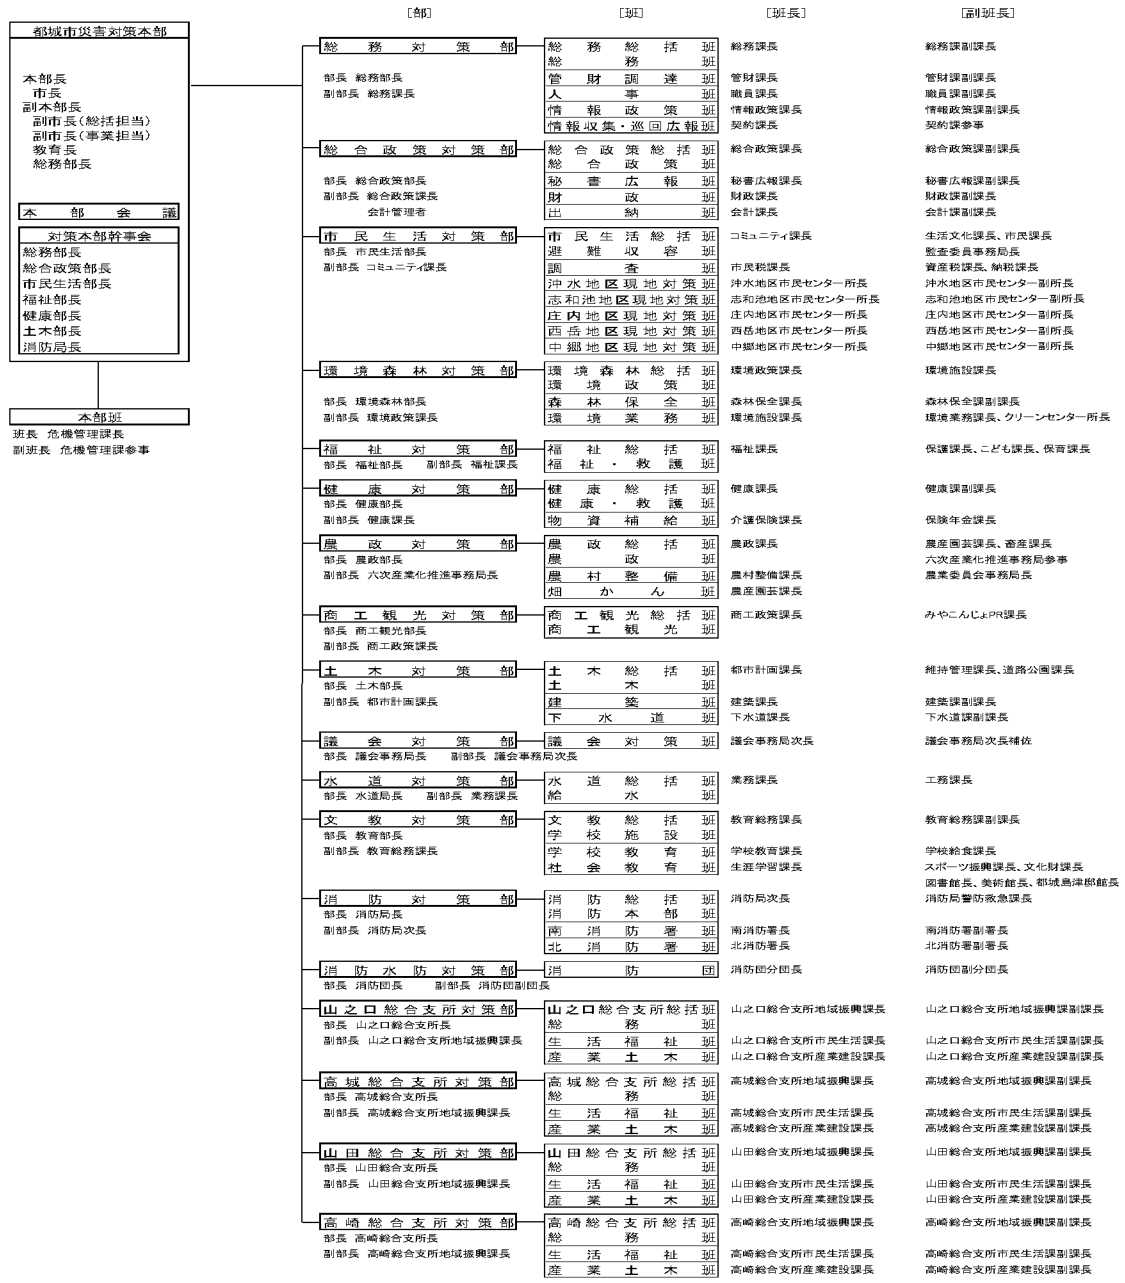 [部] [班] [班長] [副班長]
都城市災害対策本部
本部長
市長
副本部長
副市長(総括担当)
副市長(事業担当)
教育長
総務部長
本部会議
対策本部幹事会
総務部長
総合政策部長
市民生活部長
福祉部長
健康部長
土木部長
消防局長
本部班
班長 危機管理課長
副班長 危機管理課参事
総務対策部 総務総括班 総務課長 総務課副課長
総務班
部長 総務部長 管財調達班 管財課長 管財課副課長
副部長 総務課長 人事班 職員課長 職員課副課長
情報政策班 情報政策課長 情報政策課副課長
情報収集・巡回広報班 契約課長 契約課参事
総合政策対策部 総合政策総括班 総合政策課長 総合政策課副課長
総合政策班
部長 総合政策部長 秘書広報班 秘書広報課長 秘書広報課副課長
副部長 総合政策課長 財政班 財政課長 財政課副課長
会計管理者 出納班 会計課長 会計課副課長
市民生活対策部 市民生活総括班 コミュニティ課長 生活文化課長、市民課長
部長 市民生活部長 避難収容班 監査委員事務局長
副部長 コミュニティ課長 調査班 市民税課長 資産税課長、納税課長
沖水地区現地対策班 沖水地区市民センター所長 沖水地区市民センター副所長
志和池地区現地対策班 志和池地区市民センター所長 志和池地区市民センター副所長
庄内地区現地対策班 庄内地区市民センター所長 庄内地区市民センター副所長
西岳地区現地対策班 西岳地区市民センター所長 西岳地区市民センター副所長
中郷地区現地対策班 中郷地区市民センター所長 中郷地区市民センター副所長
環境森林対策部 環境森林総括班 環境政策課長 環境施設課長
環境政策班
部長 環境森林部長 森林保全班 森林保全課長 森林保全課副課長
副部長 環境政策課長 環境業務班 環境施設課長 環境業務課長、クリーンセンター所長
福祉対策部 福祉総括班 福祉課長 保護課長、こども課長、保育課長
部長 福祉部長 副部長 福祉課長 福祉・救護班
健康対策部 健康総括班 健康課長 健康課副課長
部長 健康部長 健康・救護班
副部長 健康課長 物資補給班 介護保険課長 保険年金課長
農政対策部 農政総括班 農政課長 農産園芸課長、畜産課長
部長 農政部長 農政班 六次産業化推進事務局参事
副部長 六次産業化推進事務局長 農村整備班 農村整備課長 農業委員会事務局長
畑かん班 農産園芸課長
商工観光対策部 商工観光総括班 商工政策課長 みやこんじょPR課長
部長 商工観光部長 商工観光班
副部長 商工政策課長
土木対策部 土木総括班 都市計画課長 維持管理課長、道路公園課長
部長 土木部長 土木班
副部長 都市計画課長 建築班 建築課長 建築課副課長
下水道班 下水道課長 下水道課副課長
議会対策部 議会対策班 議会事務局次長 議会事務局次長補佐
部長 議会事務局長 副部長 議会事務局次長
水道対策部 水道総括班 業務課長 工務課長
部長 水道局長 副部長 業務課長 給水班
文教対策部 文教総括班 教育総務課長 教育総務課副課長
部長 教育部長 学校施設班
副部長 教育総務課長 学校教育班 学校教育課長 学校給食課長
社会教育班 生涯学習課長 スポーツ振興課長、文化財課長
図書館長、美術館長、都城島津邸館長
消防対策部 消防総括班 消防局次長 消防局警防救急課長
部長 消防局長 消防本部班
副部長 消防局次長 南消防署班 南消防署長 南消防署副署長
北消防署班 北消防署長 北消防署副署長
消防水防対策部 消防団 消防団分団長 消防団副分団長
部長 消防団長 副部長 消防団副団長
山之口総合支所対策部 山之口総合支所総括班 山之口総合支所地域振興課長 山之口総合支所地域振興課副課長
部長 山之口総合支所長 総務班
副部長 山之口総合支所地域振興課長 生活福祉班 山之口総合支所市民生活課長 山之口総合支所市民生活課副課長
産業土木班 山之口総合支所産業建設課長 山之口総合支所産業建設課副課長
高城総合支所対策部 高城総合支所総括班 高城総合支所地域振興課長 高城総合支所地域振興課副課長
部長 高城総合支所長 総務班
副部長 高城総合支所地域振興課長 生活福祉班 高城総合支所市民生活課長 高城総合支所市民生活課副課長
産業土木班 高城総合支所産業建設課長 高城総合支所産業建設課副課長
山田総合支所対策部 山田総合支所総括班 山田総合支所地域振興課長 山田総合支所地域振興課副課長
部長 山田総合支所長 総務班
副部長 山田総合支所地域振興課長 生活福祉班 山田総合支所市民生活課長 山田総合支所市民生活課副課長
産業土木班 山田総合支所産業建設課長 山田総合支所産業建設課副課長
高崎総合支所対策部 高崎総合支所総括班 高崎総合支所地域振興課長 高崎総合支所地域振興課副課長
部長 高崎総合支所長 総務班
副部長 高崎総合支所地域振興課長 生活福祉班 高崎総合支所市民生活課長 高崎総合支所市民生活課副課長
産業土木班 高崎総合支所産業建設課長 高崎総合支所産業建設課副課長